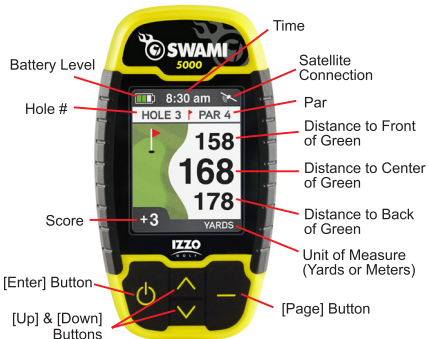 Time
SWAMI
5000
Battery Level
Satellite
Connection
8:30 am
Hole #
HOLE 3
PAR 4
Par
158
Distance to Front
of Green
168
Distance to Center
of Green
178
Distance to Back
of Green
Score
+3
YARDS
Unit of Measure
(Yards or Meters)
IZZO
GOLF
[Enter] Button
[Up] & [Down]
Buttons
[Page] Button